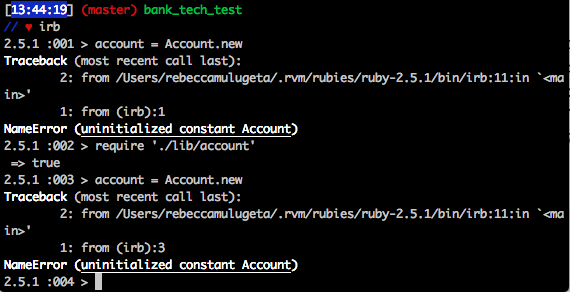 [13:44:19] (master) bank_tech_test
// ♥ irb
2.5.1 :001 > account = Account.new
Traceback (most recent call last):
        2: from /Users/rebeccamulugeta/.rvm/rubies/ruby-2.5.1/bin/irb:11:in `<ma
in>'
        1: from (irb):1
NameError (uninitialized constant Account)
2.5.1 :002 > require './lib/account'
 => true
2.5.1 :003 > account = Account.new
Traceback (most recent call last):
        2: from /Users/rebeccamulugeta/.rvm/rubies/ruby-2.5.1/bin/irb:11:in `<ma
in>'
        1: from (irb):3
NameError (uninitialized constant Account)
2.5.1 :004 >